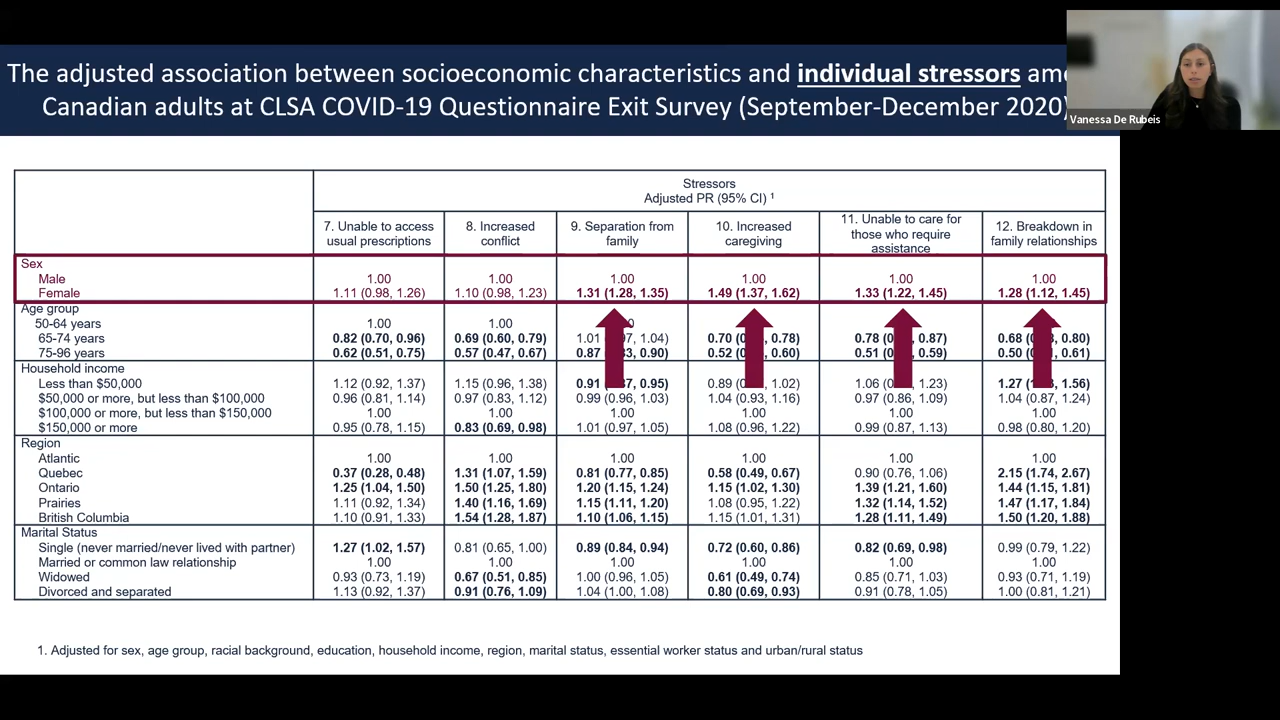 The adjusted association between socioeconomic characteristics and individual stressors
Canadian adults at CLSA COVID-19 Questionnaire Exit Survey (September-December 2020)
Vanessa De Rubeis
Stressors
Adjusted PR (95% CI) 1
7. Unable to access usual prescriptions 8. Increased conflict 9. Separation from family 10. Increased caregiving 11. Unable to care for those who require assistance 12. Breakdown in family relationships
Sex
Male 1.00 1.00 1.00 1.00 1.00 1.00
Female 1.11 (0.98, 1.26) 1.10 (0.98, 1.23) 1.31 (1.28, 1.35) 1.49 (1.37, 1.62) 1.33 (1.22, 1.45) 1.28 (1.12, 1.45)
Age group
50-64 years 1.00 1.00
65-74 years 0.82 (0.70, 0.96) 0.69 (0.60, 0.79) 1.01 1.04) 0.70 0.78) 0.78 0.87) 0.68 0.80)
75-96 years 0.62 (0.51, 0.75) 0.57 (0.47, 0.67) 0.87 0.90) 0.52 0.60) 0.51 0.59) 0.50 0.61)
Household income
Less than $50,000 1.12 (0.92, 1.37) 1.15 (0.96, 1.38) 0.91 0.95) 0.89 1.02) 1.06 1.23) 1.27 1.56)
$50,000 or more, but less than $100,000 0.96 (0.81, 1.14) 0.97 (0.83, 1.12) 0.99 (0.96, 1.03) 1.04 (0.93, 1.16) 0.97 (0.86, 1.09) 1.04 (0.87, 1.24)
$100,000 or more, but less than $150,000 1.00 1.00 1.00 1.00 1.00 1.00
$150,000 or more 0.95 (0.78, 1.15) 0.83 (0.69, 0.98) 1.01 (0.97, 1.05) 1.08 (0.96, 1.22) 0.99 (0.87, 1.13) 0.98 (0.80, 1.20)
Region
Atlantic 1.00 1.00 1.00 1.00 1.00 1.00
Quebec 0.37 (0.28, 0.48) 1.31 (1.07, 1.59) 0.81 (0.77, 0.85) 0.58 (0.49, 0.67) 0.90 (0.76, 1.06) 2.15 (1.74, 2.67)
Ontario 1.25 (1.04, 1.50) 1.50 (1.25, 1.80) 1.20 (1.15, 1.24) 1.15 (1.02, 1.30) 1.39 (1.21, 1.60) 1.44 (1.15, 1.81)
Prairies 1.11 (0.92, 1.34) 1.40 (1.16, 1.69) 1.15 (1.11, 1.20) 1.08 (0.95, 1.22) 1.32 (1.14, 1.52) 1.47 (1.17, 1.84)
British Columbia 1.10 (0.91, 1.33) 1.54 (1.28, 1.87) 1.10 (1.06, 1.15) 1.15 (1.01, 1.31) 1.28 (1.11, 1.49) 1.50 (1.20, 1.88)
Marital Status
Single (never married/never lived with partner) 1.27 (1.02, 1.57) 0.81 (0.65, 1.00) 0.89 (0.84, 0.94) 0.72 (0.60, 0.86) 0.82 (0.69, 0.98) 0.99 (0.79, 1.22)
Married or common law relationship 1.00 1.00 1.00 1.00 1.00 1.00
Widowed 0.93 (0.73, 1.19) 0.67 (0.51, 0.85) 1.00 (0.96, 1.05) 0.61 (0.49, 0.74) 0.85 (0.71, 1.03) 0.93 (0.71, 1.19)
Divorced and separated 1.13 (0.92, 1.37) 0.91 (0.76, 1.09) 1.04 (1.00, 1.08) 0.80 (0.69, 0.93) 0.91 (0.78, 1.05) 1.00 (0.81, 1.21)
1. Adjusted for sex, age group, racial background, education, household income, region, marital status, essential worker status and urban/rural status